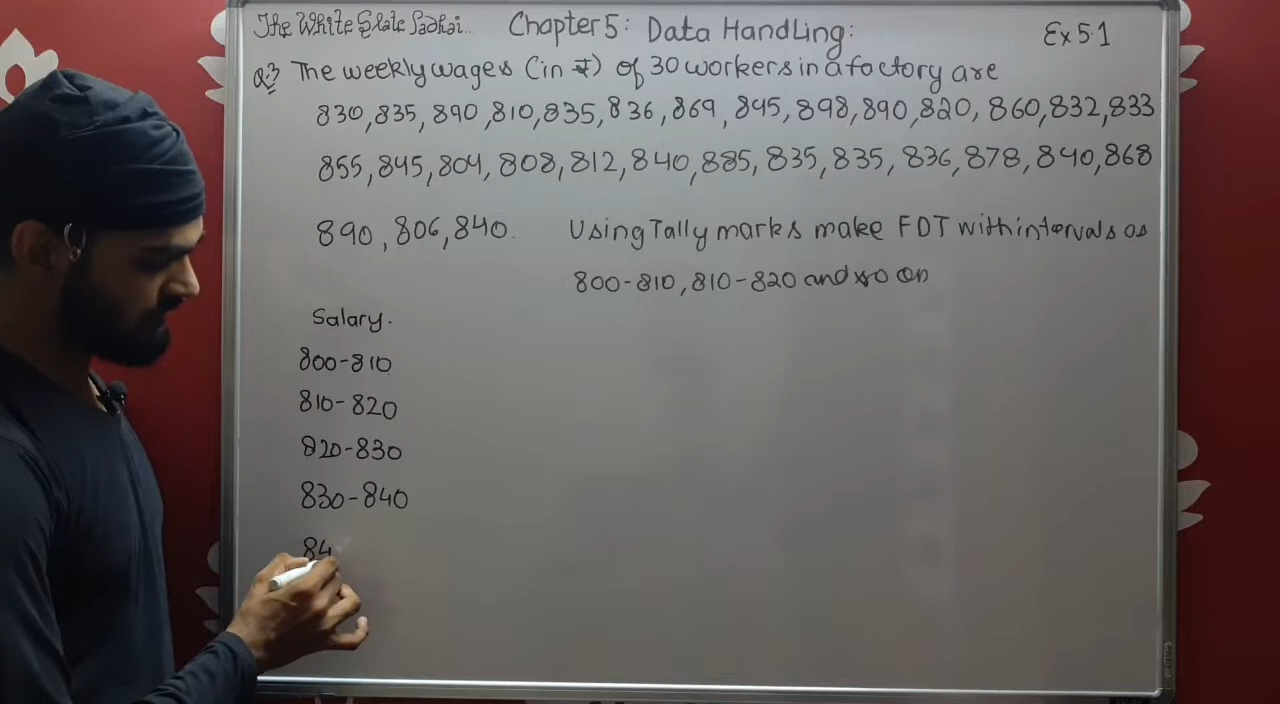 The White Slate Padhai.. Chapter 5: Data Handling: Ex 5.1
Q.3 The weekly wages (in ₹) of 30 workers in a factory are
830,835,890,810,835,836,869,845,898,890,820,860,832,833
855,845,804,808,812,840,885,835,835,836,878,840,868
890,806,840. Using Tally marks make FDT with intervals as
800-810,810-820 and so on
Salary.
800-810
810-820
820-830
830-840
84